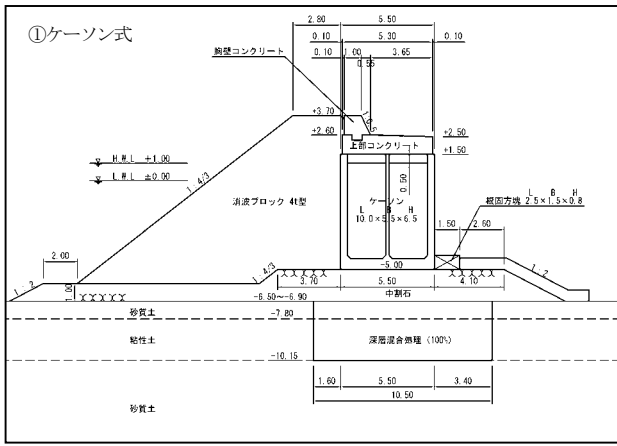 ①ケーソン式
2.80 5.50
0.10 5.30 0.10
0.10 1.00 3.65
0.55
胸壁コンクリート
1:0.5
+3.70
+2.60 +2.50
上部コンクリート
+1.50
H.W.L +1.00
L.W.L ±0.00
1:4/3
0.50
消波ブロック 4t型
ケーソン
L B H
10.0×5.5×6.5
L B H
被覆方塊 2.5×1.5×0.8
1.50 2.60
-5.00
2.00
1:2
1.00
1:4/3
1:2
3.70 5.50 4.10
-6.50~-6.90
中割石
砂質土
-7.80
粘性土
深層混合処理 (100%)
-10.15
1.60 5.50 3.40
10.50
砂質土